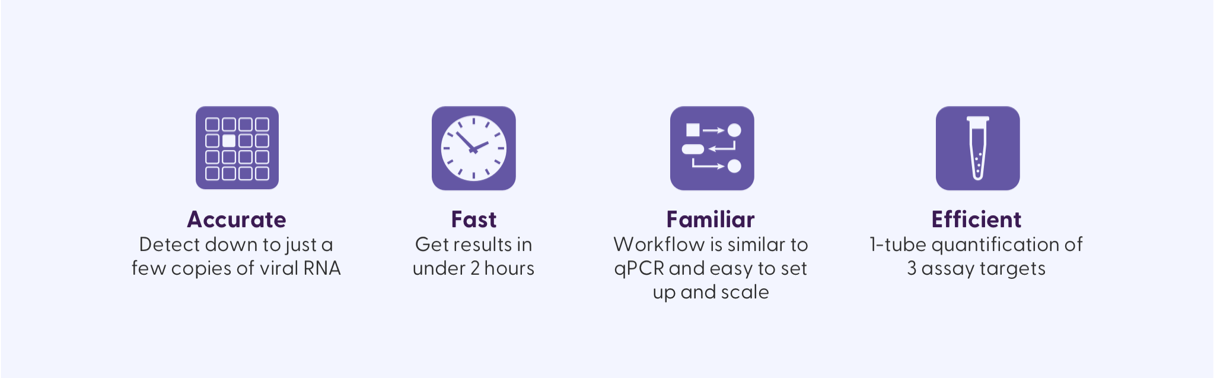 Accurate
Detect down to just a
few copies of viral RNA
Fast
Get results in
under 2 hours
Familiar
Workflow is similar to
qPCR and easy to set
up and scale
Efficient
1-tube quantification of
3 assay targets